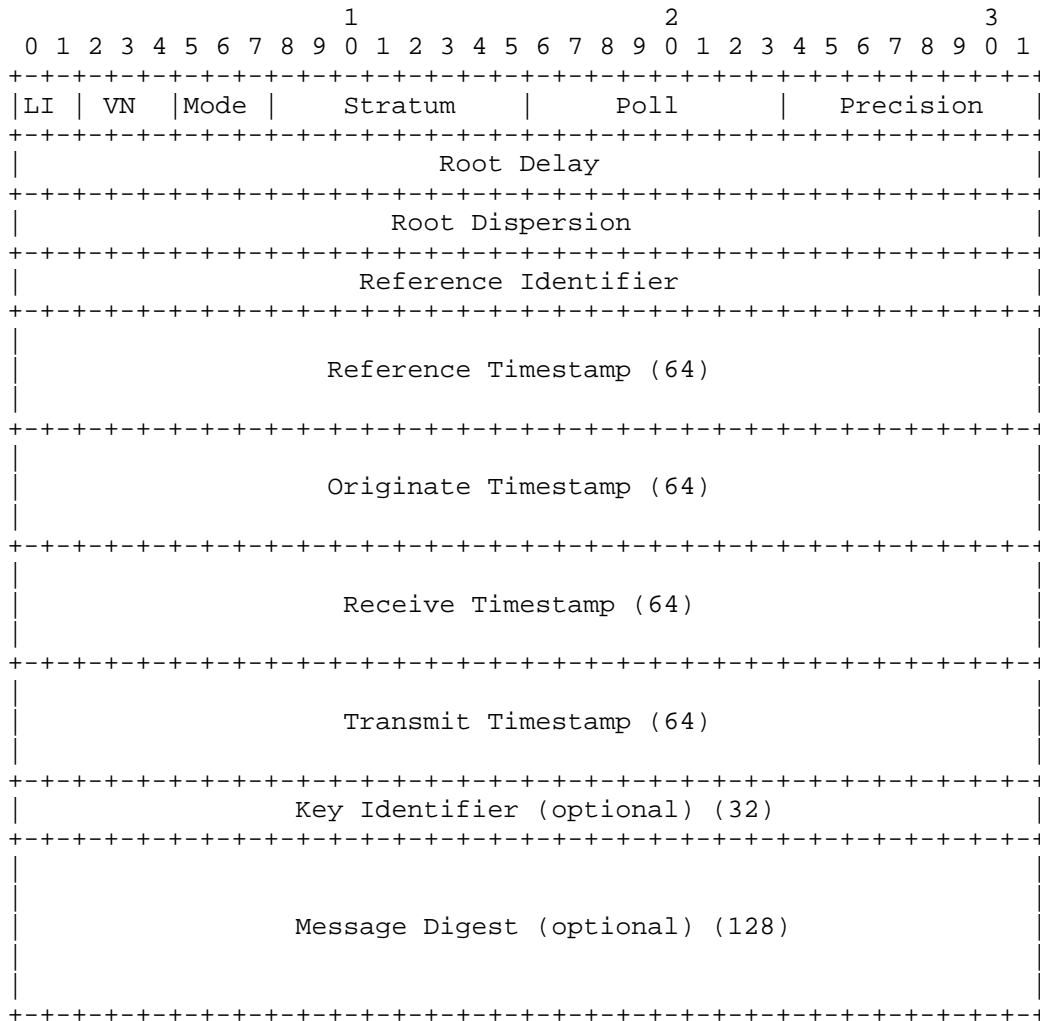 1                   2                   3
 0 1 2 3 4 5 6 7 8 9 0 1 2 3 4 5 6 7 8 9 0 1 2 3 4 5 6 7 8 9 0 1
+-+-+-+-+-+-+-+-+-+-+-+-+-+-+-+-+-+-+-+-+-+-+-+-+-+-+-+-+-+-+-+-+
|LI | VN  |Mode |    Stratum    |     Poll      |   Precision   |
+-+-+-+-+-+-+-+-+-+-+-+-+-+-+-+-+-+-+-+-+-+-+-+-+-+-+-+-+-+-+-+-+
|                          Root Delay                           |
+-+-+-+-+-+-+-+-+-+-+-+-+-+-+-+-+-+-+-+-+-+-+-+-+-+-+-+-+-+-+-+-+
|                       Root Dispersion                         |
+-+-+-+-+-+-+-+-+-+-+-+-+-+-+-+-+-+-+-+-+-+-+-+-+-+-+-+-+-+-+-+-+
|                     Reference Identifier                      |
+-+-+-+-+-+-+-+-+-+-+-+-+-+-+-+-+-+-+-+-+-+-+-+-+-+-+-+-+-+-+-+-+
|                                                               |
|                   Reference Timestamp (64)                    |
|                                                               |
+-+-+-+-+-+-+-+-+-+-+-+-+-+-+-+-+-+-+-+-+-+-+-+-+-+-+-+-+-+-+-+-+
|                                                               |
|                   Originate Timestamp (64)                    |
|                                                               |
+-+-+-+-+-+-+-+-+-+-+-+-+-+-+-+-+-+-+-+-+-+-+-+-+-+-+-+-+-+-+-+-+
|                                                               |
|                    Receive Timestamp (64)                     |
|                                                               |
+-+-+-+-+-+-+-+-+-+-+-+-+-+-+-+-+-+-+-+-+-+-+-+-+-+-+-+-+-+-+-+-+
|                                                               |
|                    Transmit Timestamp (64)                    |
|                                                               |
+-+-+-+-+-+-+-+-+-+-+-+-+-+-+-+-+-+-+-+-+-+-+-+-+-+-+-+-+-+-+-+-+
|                 Key Identifier (optional) (32)                |
+-+-+-+-+-+-+-+-+-+-+-+-+-+-+-+-+-+-+-+-+-+-+-+-+-+-+-+-+-+-+-+-+
|                                                               |
|                                                               |
|                 Message Digest (optional) (128)               |
|                                                               |
|                                                               |
+-+-+-+-+-+-+-+-+-+-+-+-+-+-+-+-+-+-+-+-+-+-+-+-+-+-+-+-+-+-+-+-+